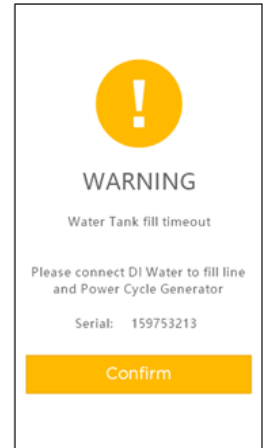 !
WARNING
Water Tank fill timeout
Please connect DI Water to fill line
and Power Cycle Generator
Serial: 159753213
Confirm